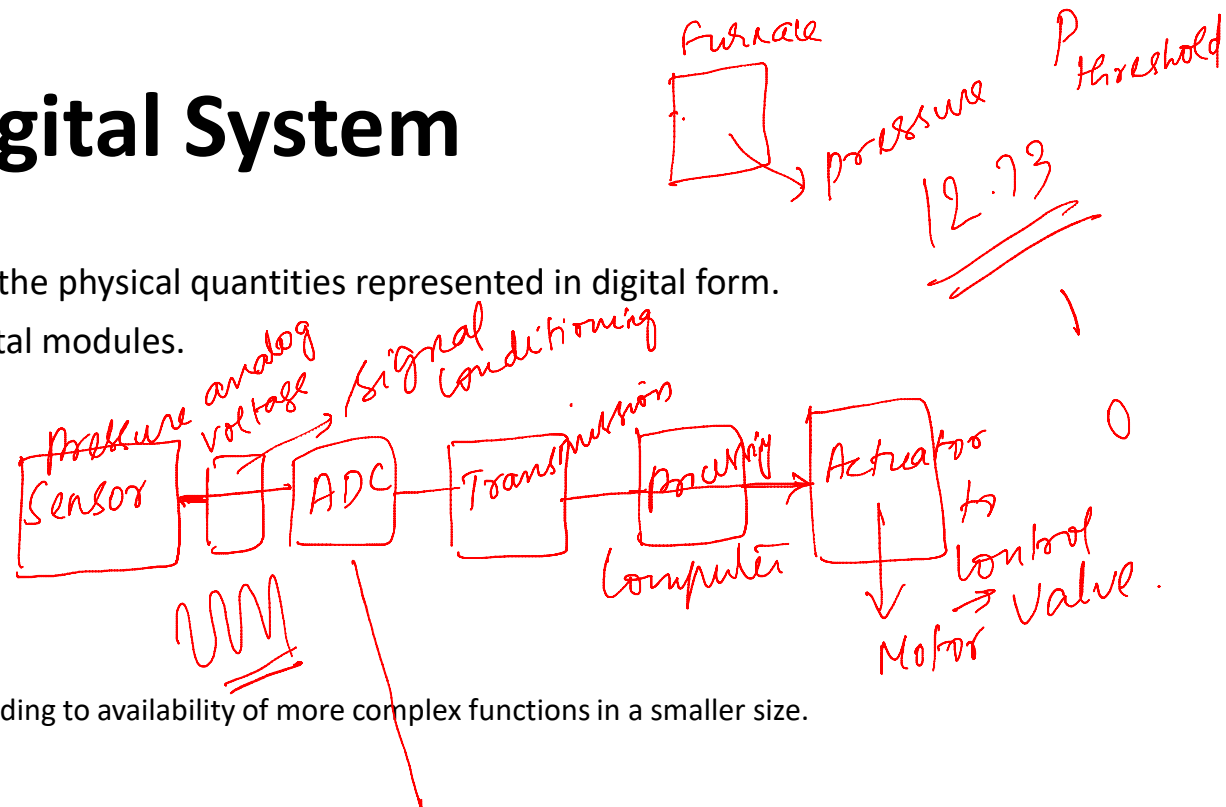 Furnace
P
threshold
gital System
pressure
12.73
the physical quantities represented in digital form.
tal modules.
analog
voltage
signal
conditioning
Pressure
Sensor
ADC
Transmission
Processing
Computer
Actuator
to
control
Valve.
Motor
0
ding to availability of more complex functions in a smaller size.